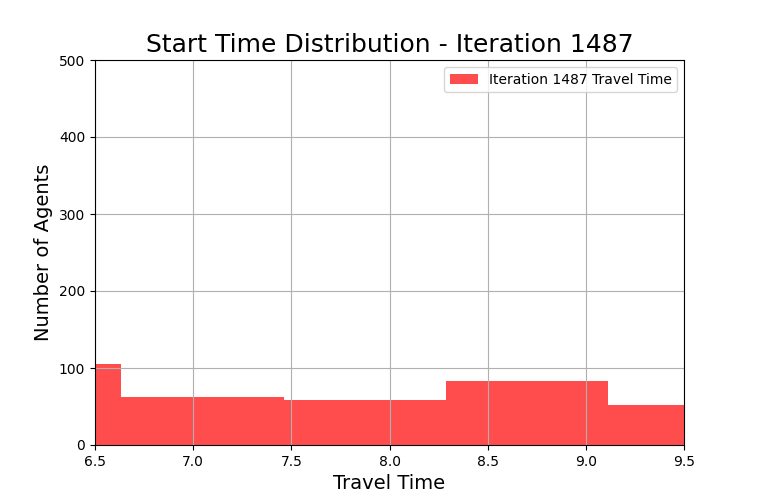 Start Time Distribution - Iteration 1487
Iteration 1487 Travel Time
Number of Agents
500
400
300
200
100
0
6.5 7.0 7.5 8.0 8.5 9.0 9.5
Travel Time